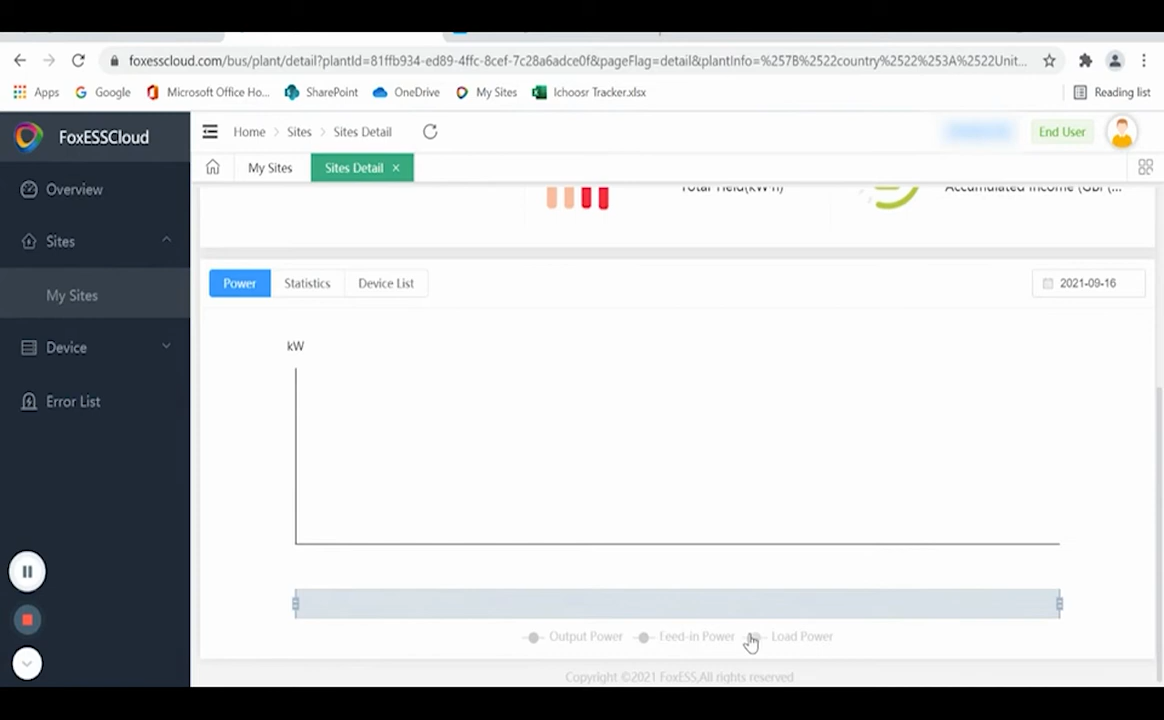 foxesscloud.com/bus/plant/detail?plantId=81ffb934-ed89-4ffc-8cef-7c28a6adce0f&pageFlag=detail&plantInfo=%257B%2522country%2522%253A%2522Unit...
Apps Google Microsoft Office Ho... SharePoint OneDrive My Sites Ichoosr Tracker.xlsx Reading list
FoxESSCloud
Home > Sites > Sites Detail
End User
My Sites
Sites Detail ×
Overview
Sites
My Sites
Device
Error List
Total Yield(kW·h)
Accumulated Income (GBP(...
Power Statistics Device List
2021-09-16
kW
Output Power Feed-in Power Load Power
Copyright ©2021 FoxESS,All rights reserved